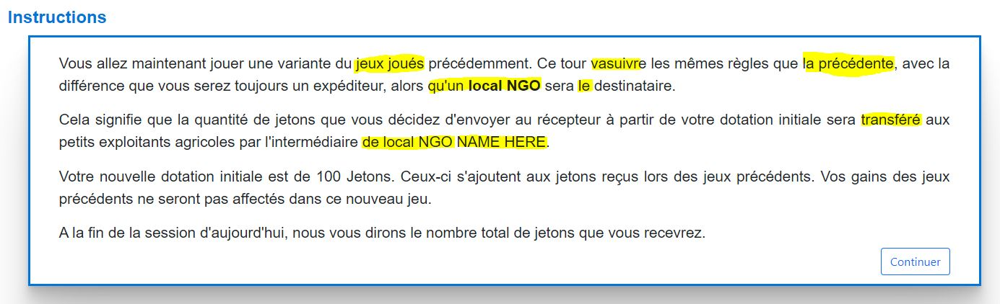 Instructions
Vous allez maintenant jouer une variante du jeux joués précédemment. Ce tour vasuivre les mêmes règles que la précédente, avec la
différence que vous serez toujours un expéditeur, alors qu'un local NGO sera le destinataire.
Cela signifie que la quantité de jetons que vous décidez d'envoyer au récepteur à partir de votre dotation initiale sera transféré aux
petits exploitants agricoles par l'intermédiaire de local NGO NAME HERE.
Votre nouvelle dotation initiale est de 100 Jetons. Ceux-ci s'ajoutent aux jetons reçus lors des jeux précédents. Vos gains des jeux
précédents ne seront pas affectés dans ce nouveau jeu.
A la fin de la session d'aujourd'hui, nous vous dirons le nombre total de jetons que vous recevrez.
Continuer